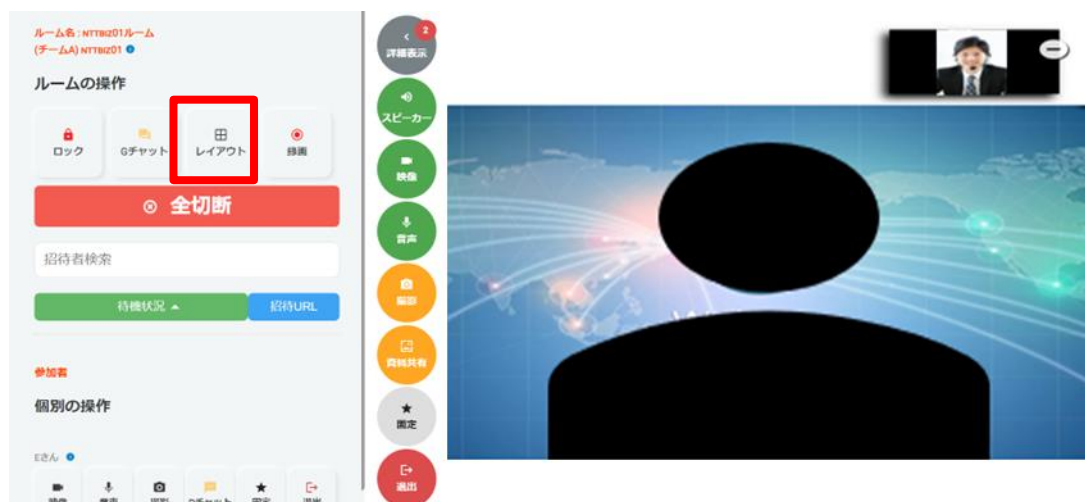 ルーム名 : NTTBIZ01ルーム
(チームA) NTTBIZ01
ルームの操作
ロック
Gチャット
レイアウト
録画
全切断
招待者検索
待機状況
招待URL
参加者
個別の操作
Eさん
2
詳細表示
スピーカー
映像
音声
撮影
資料共有
固定
退出